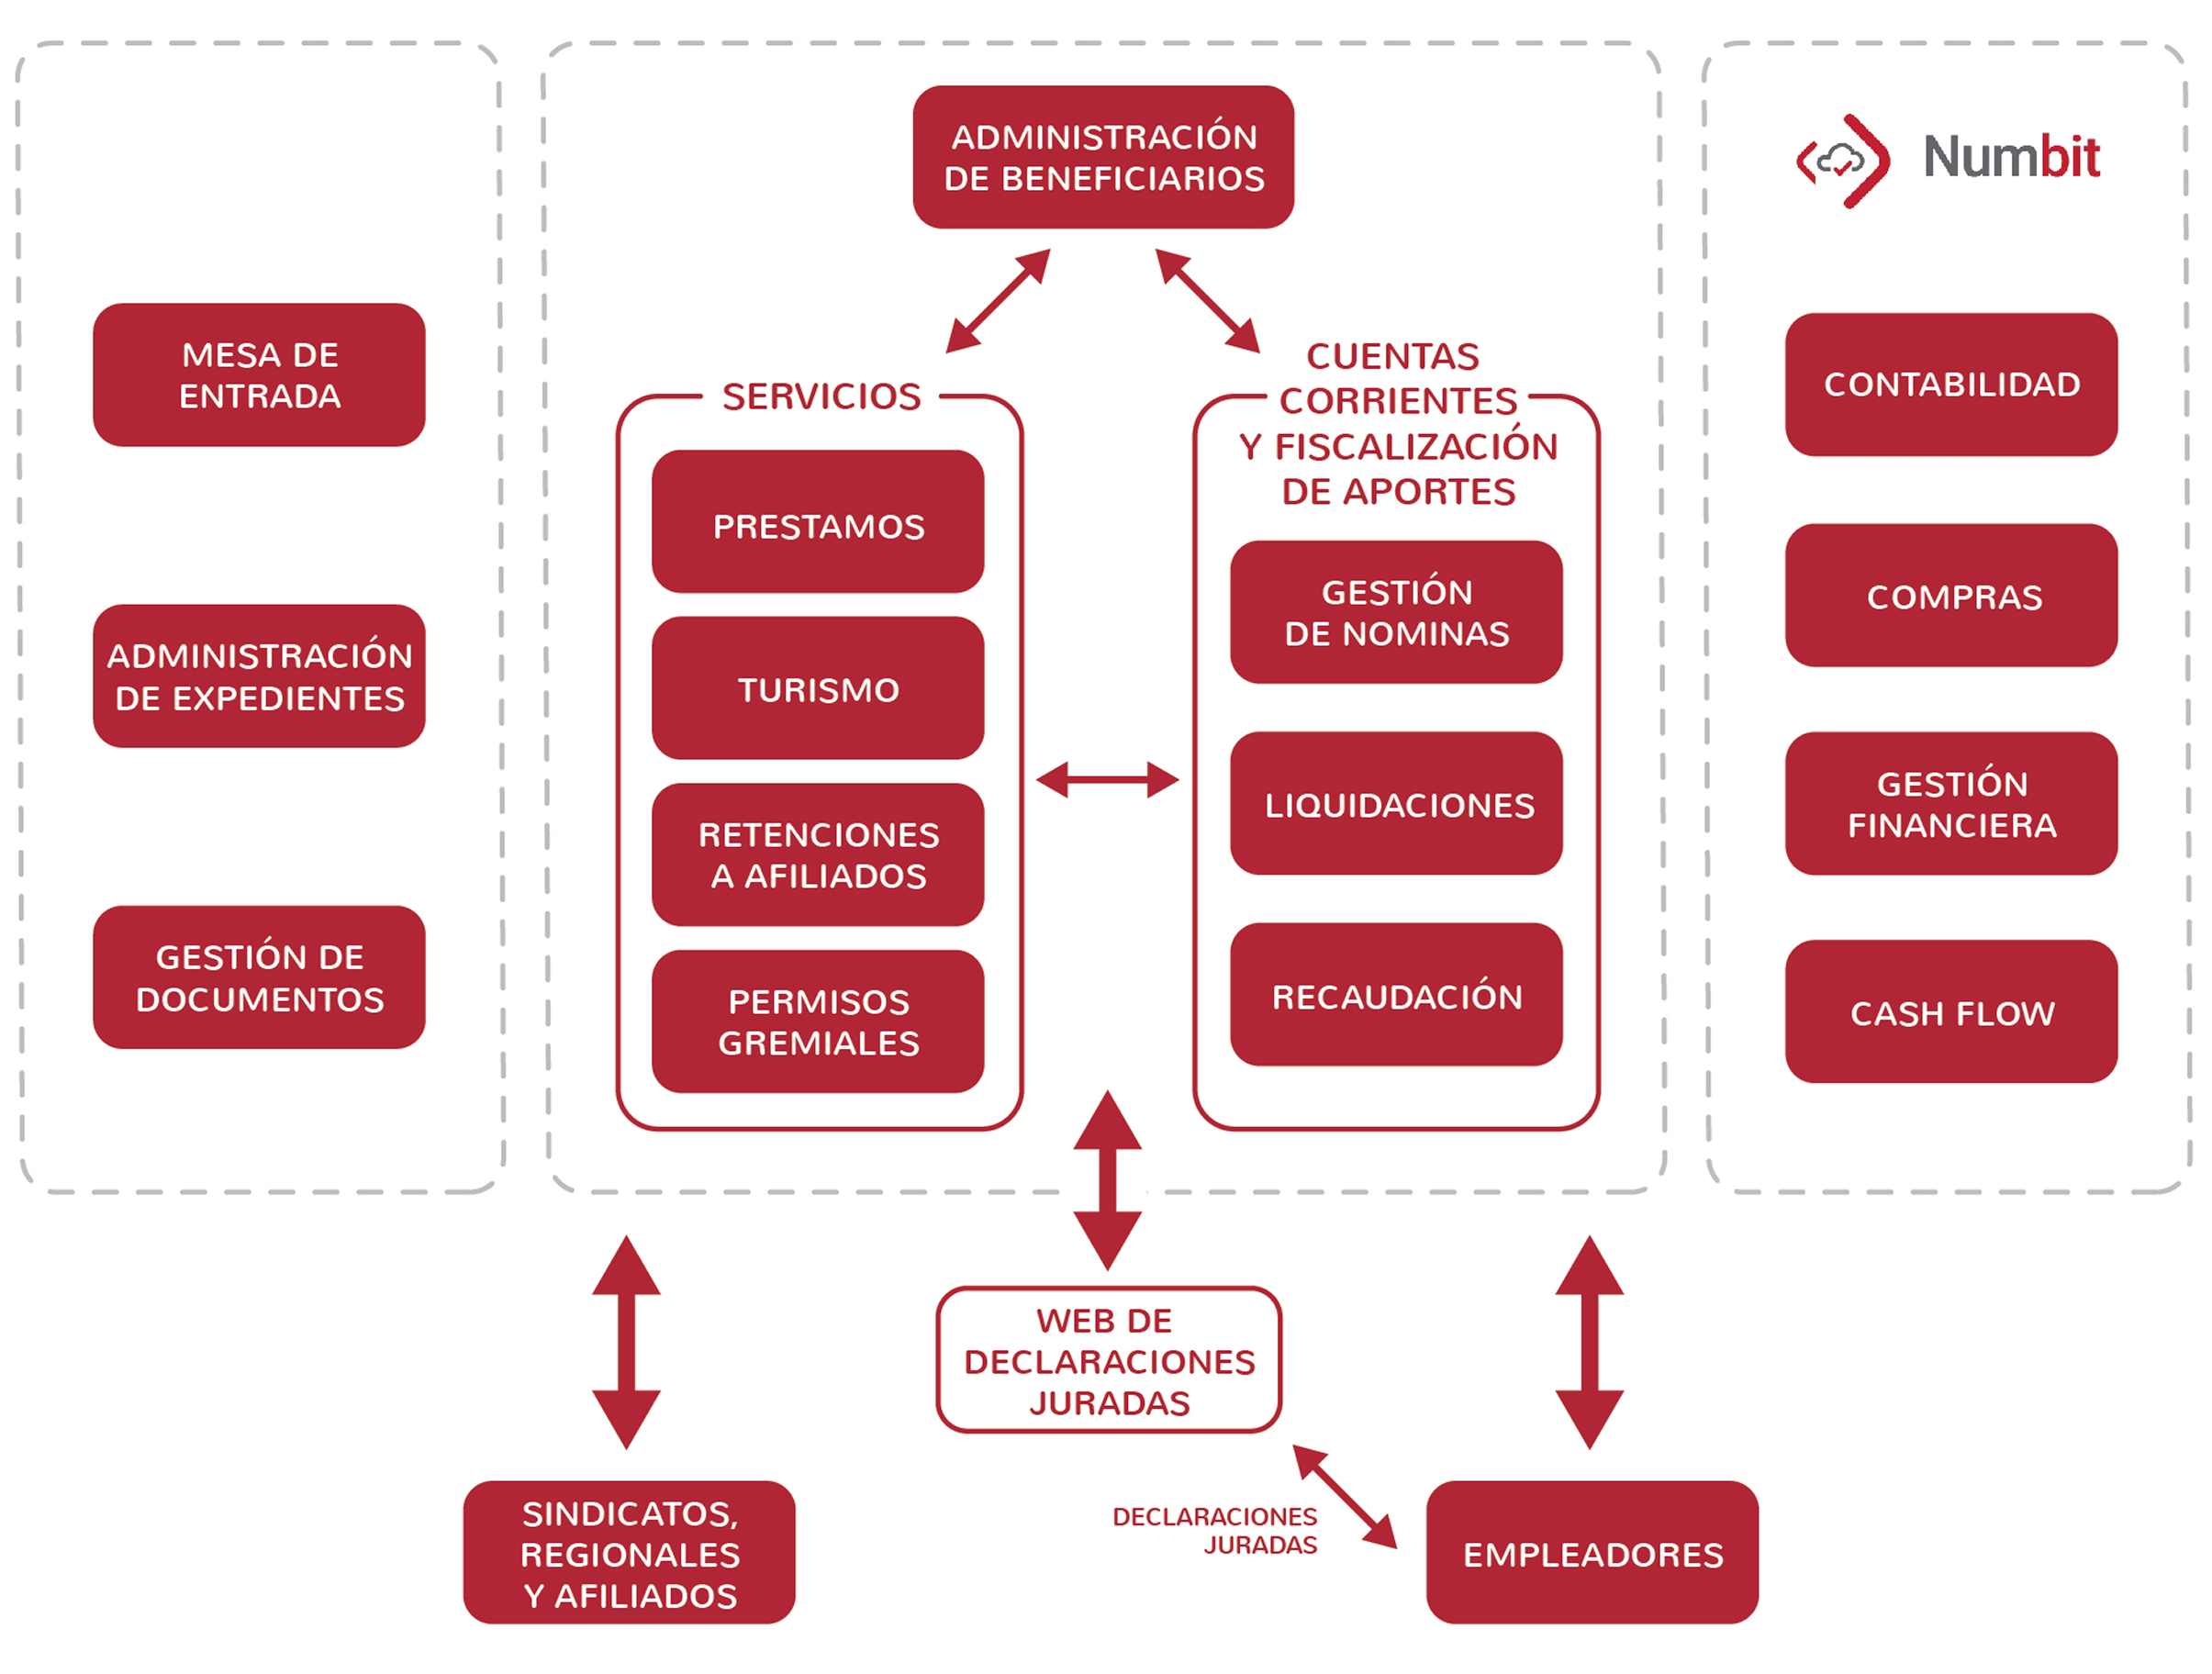 MESA DE
ENTRADA
ADMINISTRACIÓN
DE EXPEDIENTES
GESTIÓN DE
DOCUMENTOS
ADMINISTRACIÓN
DE BENEFICIARIOS
SERVICIOS
PRESTAMOS
TURISMO
RETENCIONES
A AFILIADOS
PERMISOS
GREMIALES
CUENTAS
CORRIENTES
Y FISCALIZACIÓN
DE APORTES
GESTIÓN
DE NOMINAS
LIQUIDACIONES
RECAUDACIÓN
Numbit
CONTABILIDAD
COMPRAS
GESTIÓN
FINANCIERA
CASH FLOW
WEB DE
DECLARACIONES
JURADAS
DECLARACIONES
JURADAS
SINDICATOS,
REGIONALES
Y AFILIADOS
EMPLEADORES